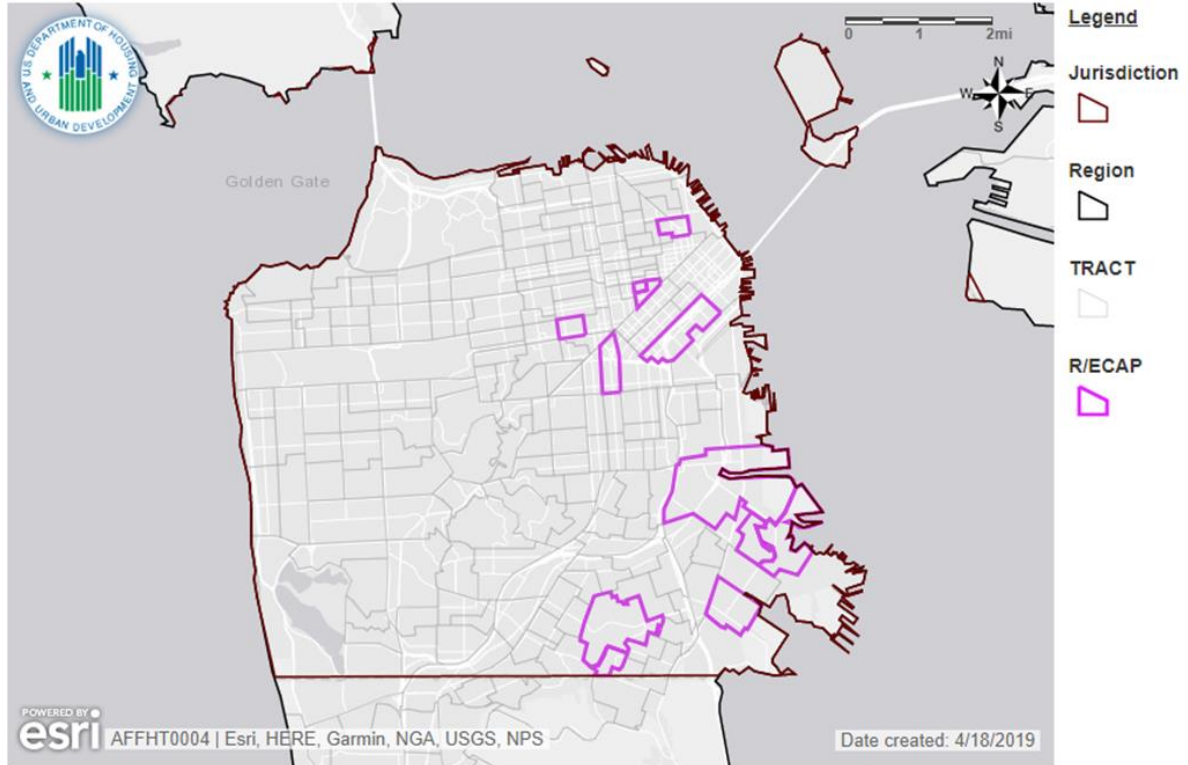 U.S. DEPARTMENT OF HOUSING
AND URBAN DEVELOPMENT
0 1 2mi
N
W E
S
Golden Gate
Legend
Jurisdiction
Region
TRACT
R/ECAP
POWERED BY
esri
AFFHT0004 | Esri, HERE, Garmin, NGA, USGS, NPS
Date created: 4/18/2019